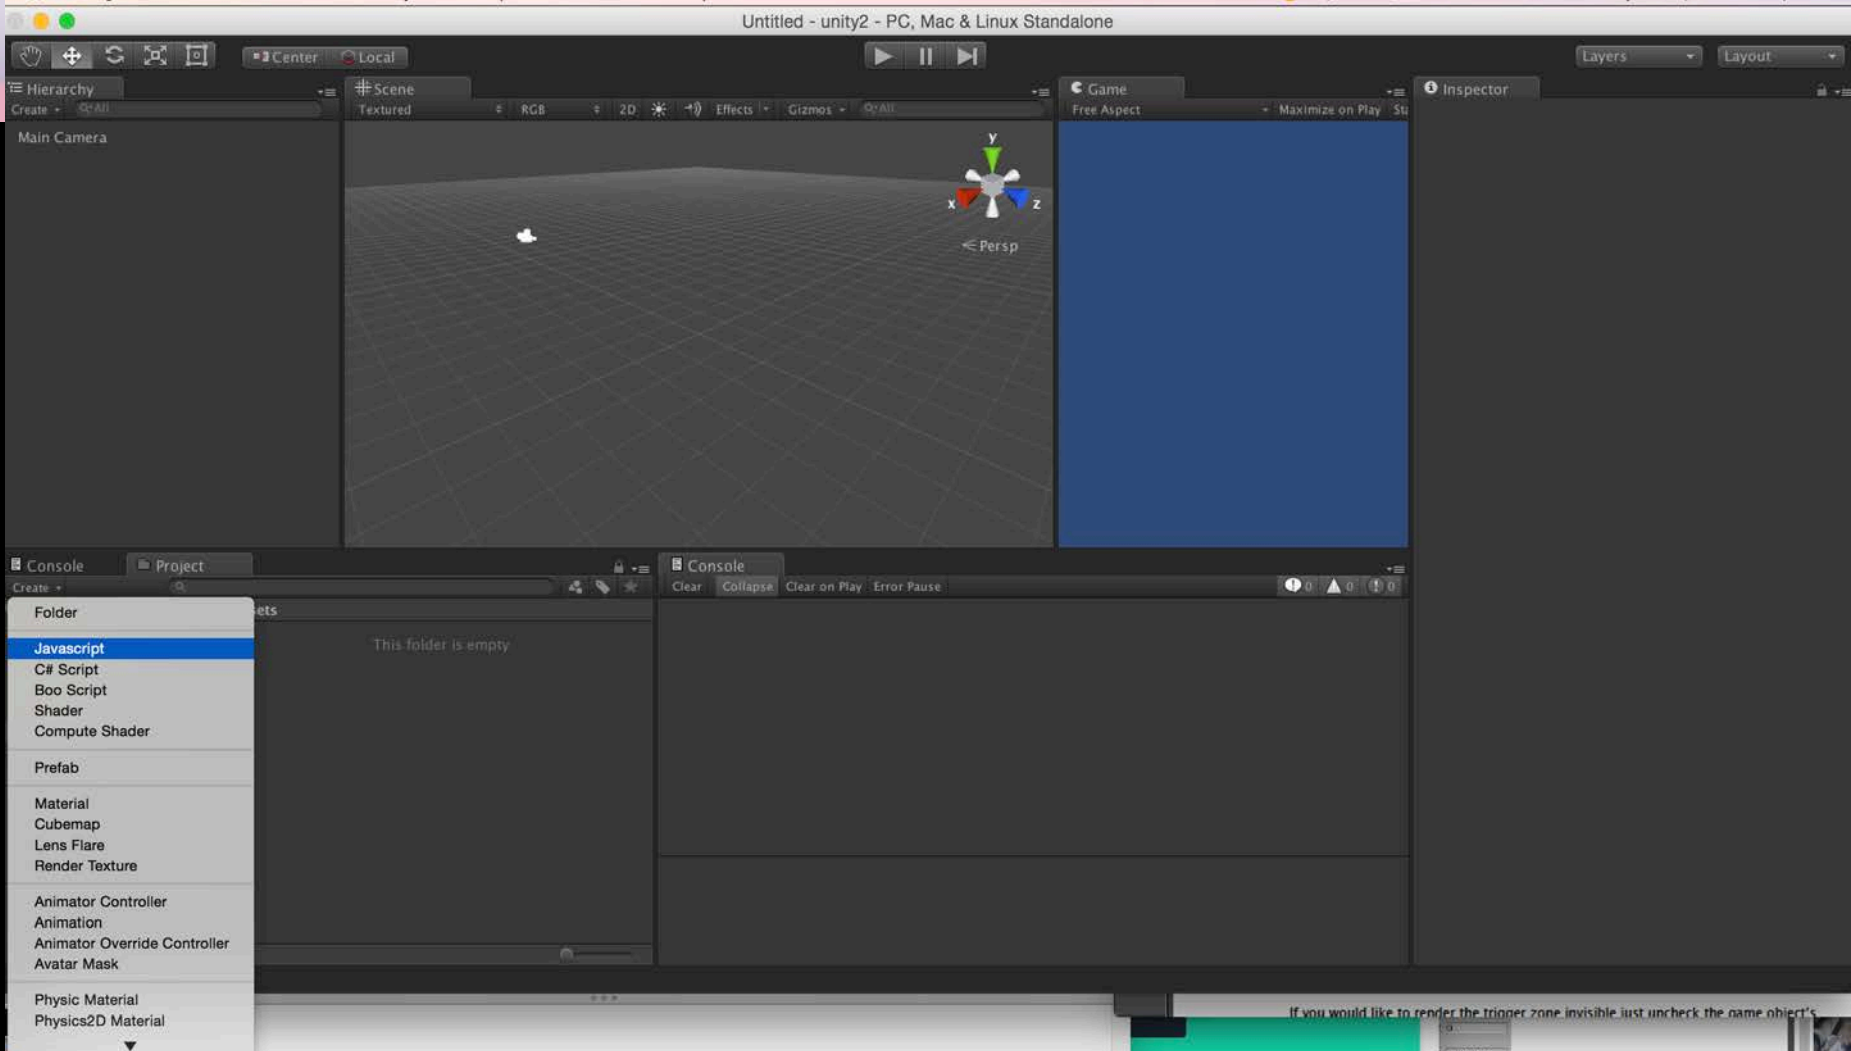 Untitled - unity2 - PC, Mac & Linux Standalone
Center Local
Layers Layout
Hierarchy
Create All
Main Camera
Scene
Textured RGB 2D Effects Gizmos All
y
x z
Persp
Game
Free Aspect Maximize on Play Sta
Inspector
Console Project
Create
ets
This folder is empty
Folder
Javascript
C# Script
Boo Script
Shader
Compute Shader
Prefab
Material
Cubemap
Lens Flare
Render Texture
Animator Controller
Animation
Animator Override Controller
Avatar Mask
Physic Material
Physics2D Material
Console
Clear Collapse Clear on Play Error Pause 0 0 0
If you would like to render the trigger zone invisible just uncheck the game object's